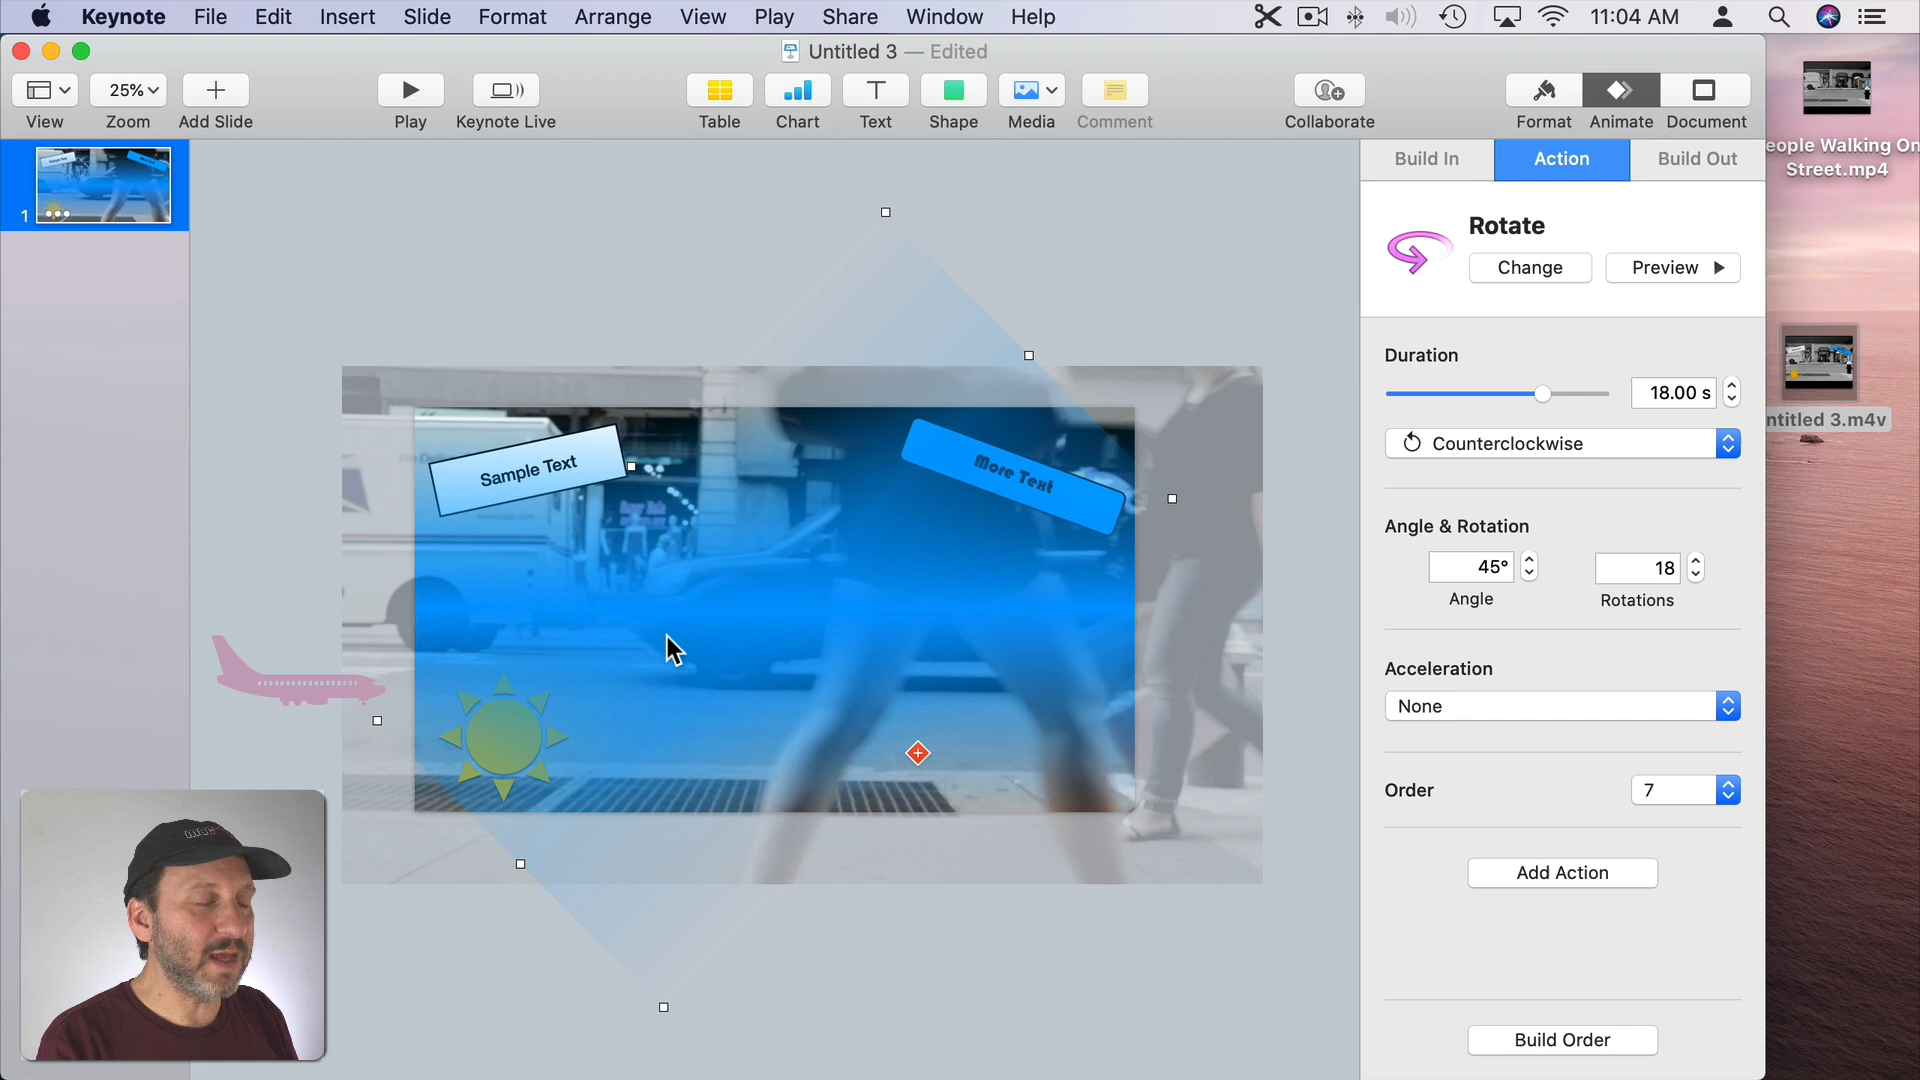 Keynote File Edit Insert Slide Format Arrange View Play Share Window Help 11:04 AM
Untitled 3 — Edited
25%
View Zoom Add Slide Play Keynote Live Table Chart Text Shape Media Comment Collaborate Format Animate Document
eople Walking On
Street.mp4
Build In Action Build Out
1
Rotate
Change Preview
Duration
18.00 s
ntitled 3.m4v
Counterclockwise
Sample Text
More Text
Angle & Rotation
45° 18
Angle Rotations
Acceleration
None
Order 7
Add Action
Build Order